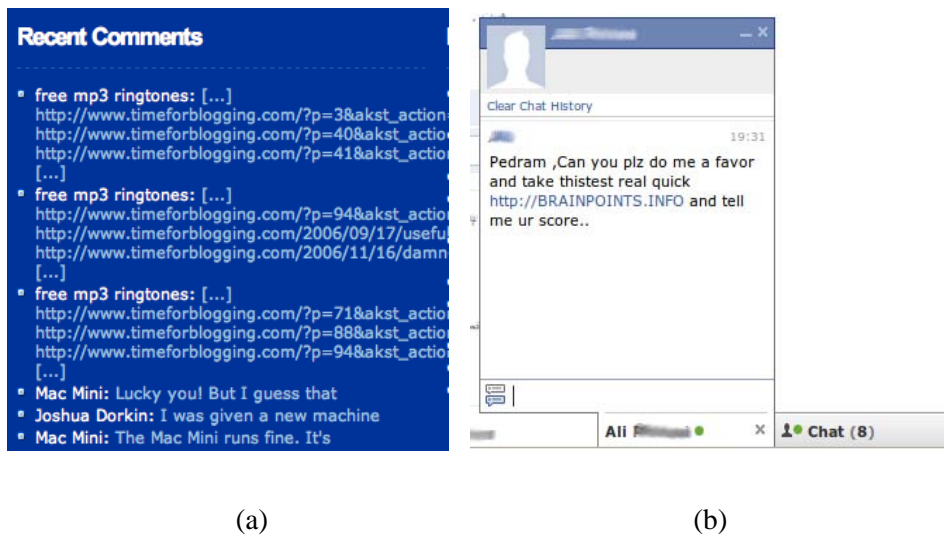 Recent Comments
free mp3 ringtones: [...]
http://www.timeforblogging.com/?p=3&akst_action
http://www.timeforblogging.com/?p=40&akst_actio
http://www.timeforblogging.com/?p=41&akst_actio
[...]
free mp3 ringtones: [...]
http://www.timeforblogging.com/?p=94&akst_actio
http://www.timeforblogging.com/2006/09/17/usefu
http://www.timeforblogging.com/2006/11/16/damn
[...]
free mp3 ringtones: [...]
http://www.timeforblogging.com/?p=71&akst_actio
http://www.timeforblogging.com/?p=88&akst_actio
http://www.timeforblogging.com/?p=94&akst_actio
[...]
Mac Mini: Lucky you! But I guess that
Joshua Dorkin: I was given a new machine
Mac Mini: The Mac Mini runs fine. It's
(a)
Clear Chat History
19:31
Pedram ,Can you plz do me a favor
and take thistest real quick
http://BRAINPOINTS.INFO and tell
me ur score..
Ali
Chat (8)
(b)